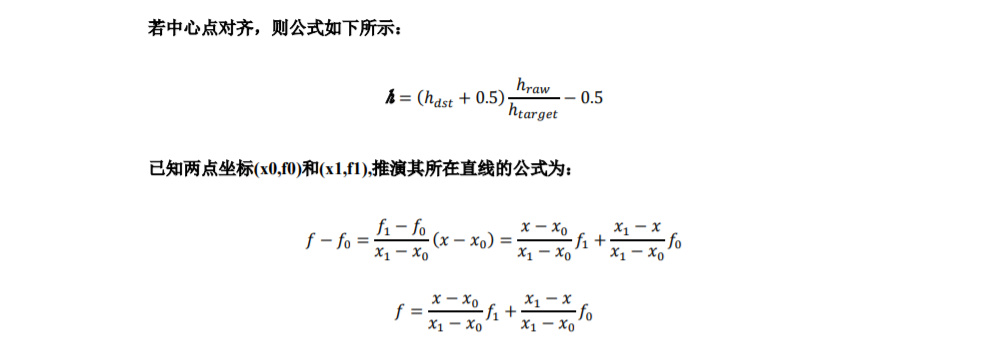 若中心点对齐，则公式如下所示：
h = (h_{dst} + 0.5) \frac{h_{raw}}{h_{target}} − 0.5
已知两点坐标(x0,f0)和(x1,f1),推演其所在直线的公式为：
f − f_0 = \frac{f_1 − f_0}{x_1 − x_0} (x − x_0) = \frac{x − x_0}{x_1 − x_0} f_1 + \frac{x_1 − x}{x_1 − x_0} f_0
f = \frac{x − x_0}{x_1 − x_0} f_1 + \frac{x_1 − x}{x_1 − x_0} f_0